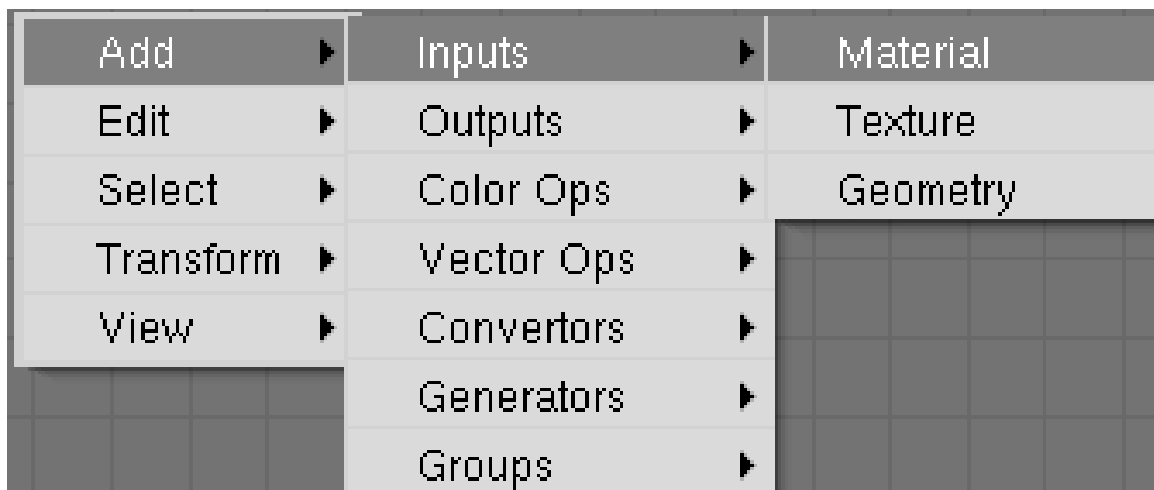 Add
Edit
Select
Transform
View
Inputs
Outputs
Color Ops
Vector Ops
Convertors
Generators
Groups
Material
Texture
Geometry